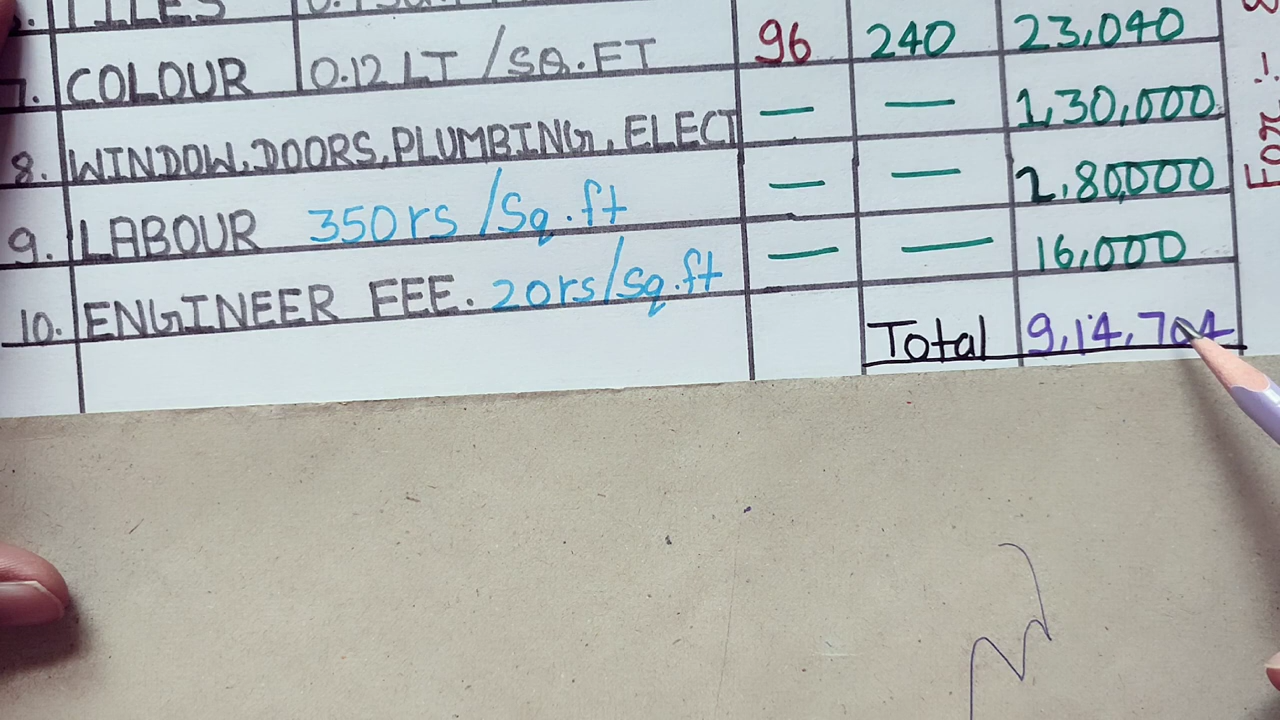 TILES
7. COLOUR 0.12 LT /SQ.FT 96 240 23,040
8. WINDOW,DOORS,PLUMBING, ELECT — — 1,30,000
9. LABOUR 350rs /Sq.ft — — 2,80,000
10. ENGINEER FEE. 20rs/sq.ft — — 16,000
Total 9,14,704
For :-